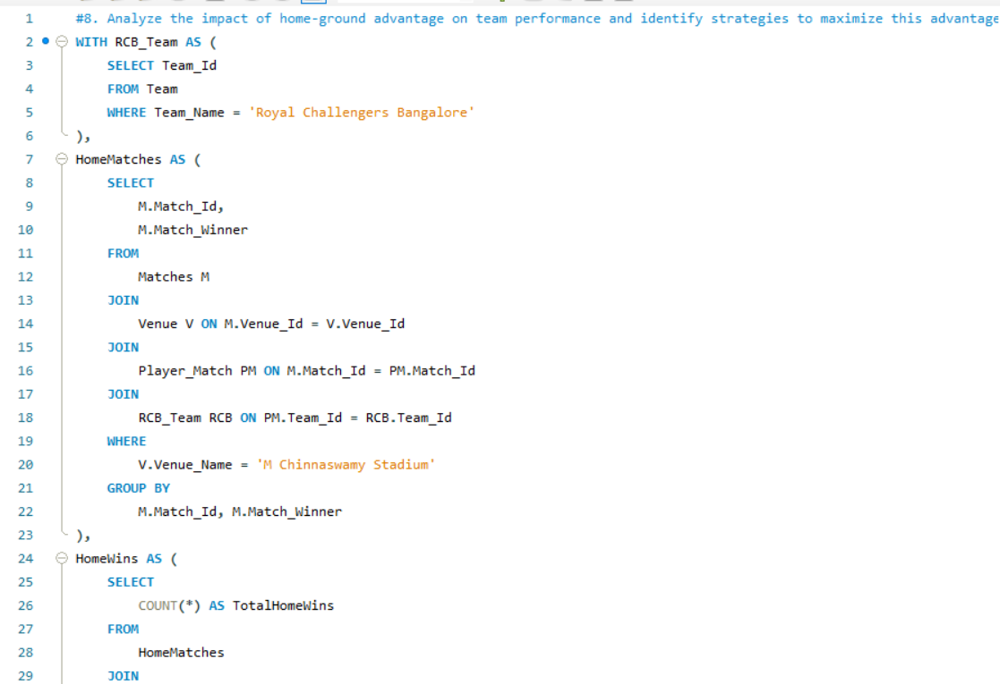 1 #8. Analyze the impact of home-ground advantage on team performance and identify strategies to maximize this advantage
2 WITH RCB_Team AS (
3 SELECT Team_Id
4 FROM Team
5 WHERE Team_Name = 'Royal Challengers Bangalore'
6 ),
7 HomeMatches AS (
8 SELECT
9 M.Match_Id,
10 M.Match_Winner
11 FROM
12 Matches M
13 JOIN
14 Venue V ON M.Venue_Id = V.Venue_Id
15 JOIN
16 Player_Match PM ON M.Match_Id = PM.Match_Id
17 JOIN
18 RCB_Team RCB ON PM.Team_Id = RCB.Team_Id
19 WHERE
20 V.Venue_Name = 'M Chinnaswamy Stadium'
21 GROUP BY
22 M.Match_Id, M.Match_Winner
23 ),
24 HomeWins AS (
25 SELECT
26 COUNT(*) AS TotalHomeWins
27 FROM
28 HomeMatches
29 JOIN